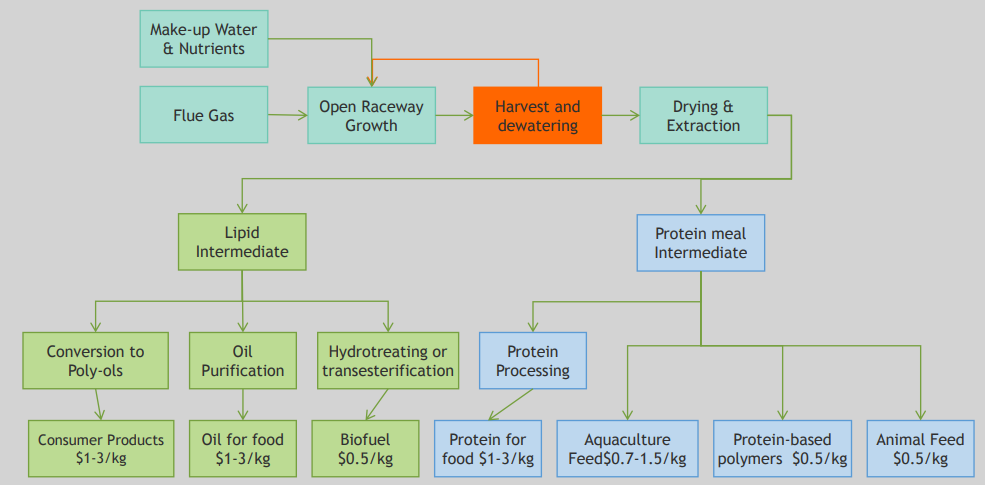 Make-up Water
& Nutrients
Flue Gas
Open Raceway
Growth
Harvest and
dewatering
Drying &
Extraction
Lipid
Intermediate
Protein meal
Intermediate
Conversion to
Poly-ols
Oil
Purification
Hydrotreating or
transesterification
Protein
Processing
Consumer Products
$1-3/kg
Oil for food
$1-3/kg
Biofuel
$0.5/kg
Protein for
food $1-3/kg
Aquaculture
Feed$0.7-1.5/kg
Protein-based
polymers $0.5/kg
Animal Feed
$0.5/kg